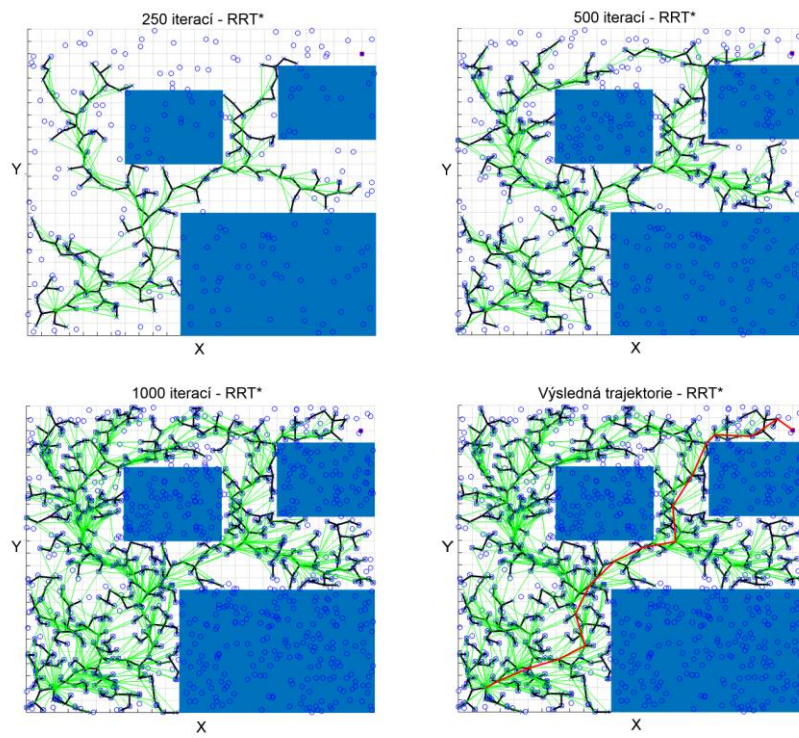 250 iterací - RRT*
500 iterací - RRT*
Y
Y
X
X
1000 iterací - RRT*
Výsledná trajektorie - RRT*
Y
Y
X
X